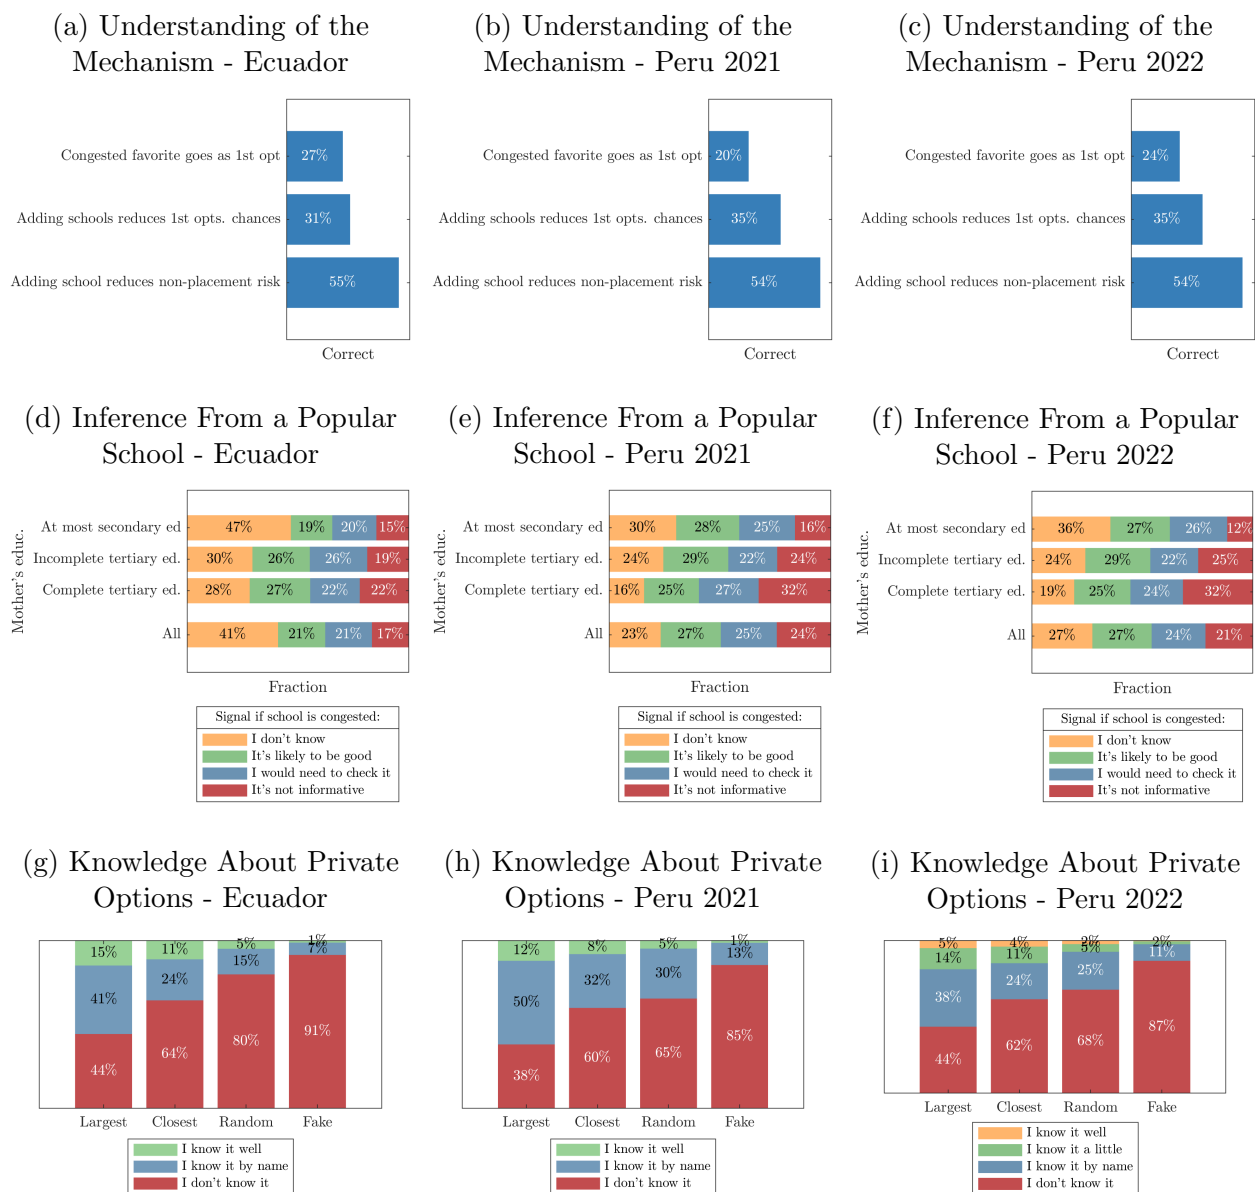 (a) Understanding of the
Mechanism - Ecuador
Congested favorite goes as 1st opt
27%
Adding schools reduces 1st opts. chances
31%
Adding school reduces non-placement risk
55%
Correct
(b) Understanding of the
Mechanism - Peru 2021
Congested favorite goes as 1st opt
20%
Adding schools reduces 1st opts. chances
35%
Adding school reduces non-placement risk
54%
Correct
(c) Understanding of the
Mechanism - Peru 2022
Congested favorite goes as 1st opt
24%
Adding schools reduces 1st opts. chances
35%
Adding school reduces non-placement risk
54%
Correct
(d) Inference From a Popular
School - Ecuador
Mother's educ.
At most secondary ed 47% 19% 20% 15%
Incomplete tertiary ed. 30% 26% 26% 19%
Complete tertiary ed. 28% 27% 22% 22%
All 41% 21% 21% 17%
Fraction
Signal if school is congested:
I don't know
It's likely to be good
I would need to check it
It's not informative
(e) Inference From a Popular
School - Peru 2021
Mother's educ.
At most secondary ed 30% 28% 25% 16%
Incomplete tertiary ed. 24% 29% 22% 24%
Complete tertiary ed. 16% 25% 27% 32%
All 23% 27% 25% 24%
Fraction
Signal if school is congested:
I don't know
It's likely to be good
I would need to check it
It's not informative
(f) Inference From a Popular
School - Peru 2022
Mother's educ.
At most secondary ed 36% 27% 26% 12%
Incomplete tertiary ed. 24% 29% 22% 25%
Complete tertiary ed. 19% 25% 24% 32%
All 27% 27% 24% 21%
Fraction
Signal if school is congested:
I don't know
It's likely to be good
I would need to check it
It's not informative
(g) Knowledge About Private
Options - Ecuador
15% 11% 5% 1%
41% 24% 15% 7%
44% 64% 80% 91%
Largest Closest Random Fake
I know it well
I know it by name
I don't know it
(h) Knowledge About Private
Options - Peru 2021
12% 8% 5% 1%
50% 32% 30% 13%
38% 60% 65% 85%
Largest Closest Random Fake
I know it well
I know it by name
I don't know it
(i) Knowledge About Private
Options - Peru 2022
5% 4% 2% 2%
14% 11% 5%
38% 24% 25% 11%
44% 62% 68% 87%
Largest Closest Random Fake
I know it well
I know it a little
I know it by name
I don't know it